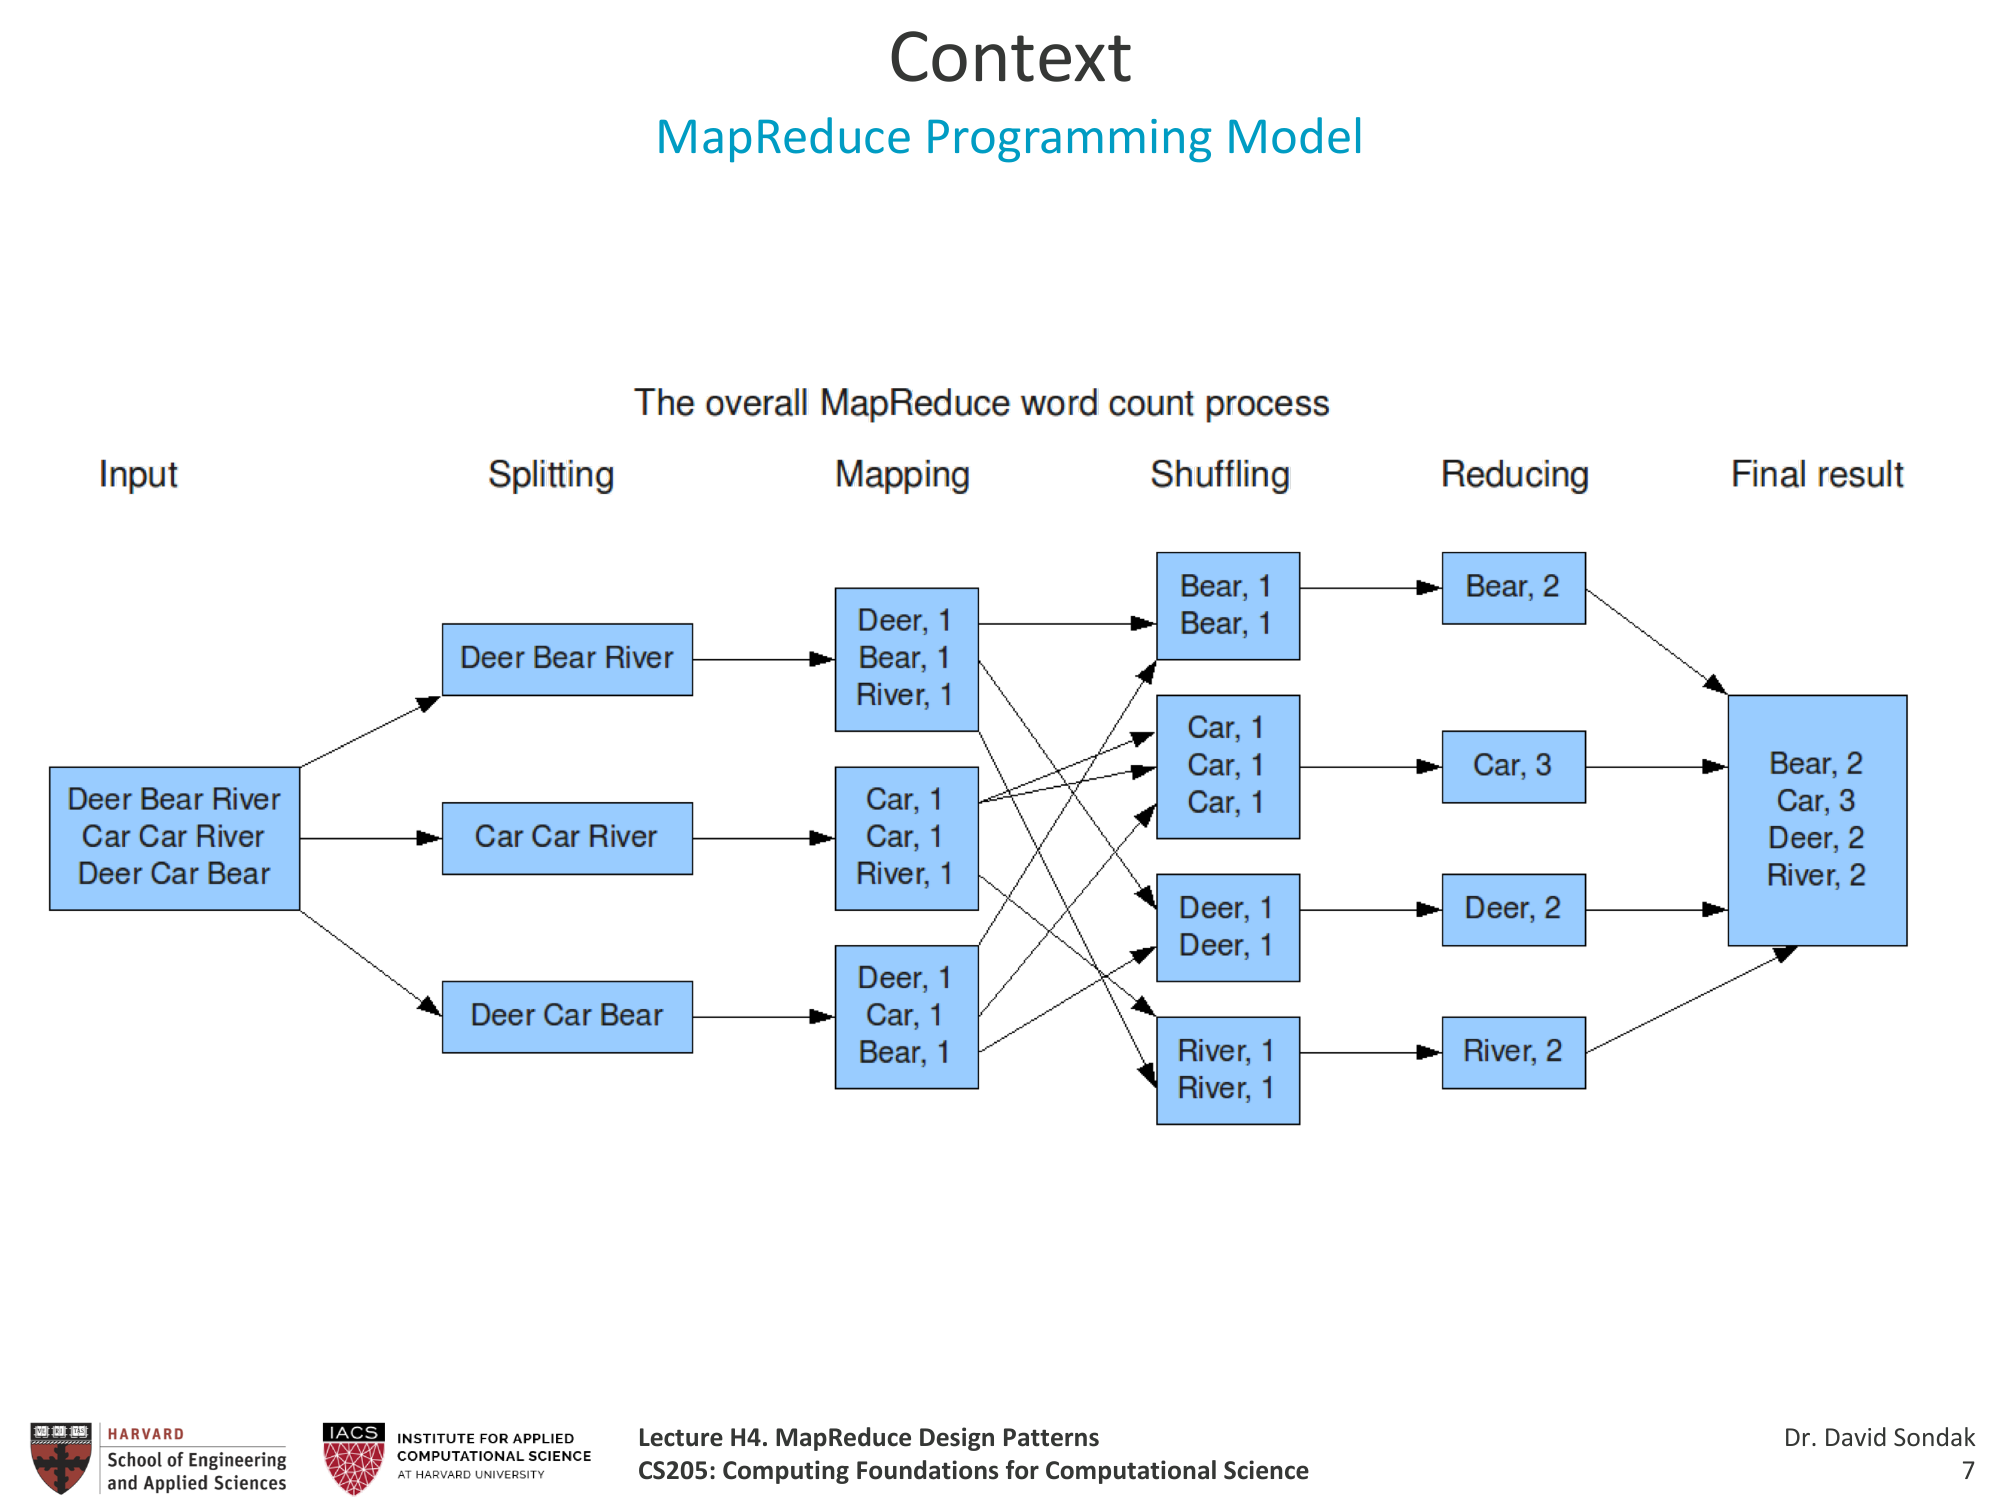 Context
MapReduce Programming Model
The overall MapReduce word count process
Input
Splitting
Mapping
Shuffling
Reducing
Final result
Deer Bear River
Car Car River
Deer Car Bear
Deer Bear River
Car Car River
Deer Car Bear
Deer, 1
Bear, 1
River, 1
Car, 1
Car, 1
River, 1
Deer, 1
Car, 1
Bear, 1
Bear, 1
Bear, 1
Car, 1
Car, 1
Car, 1
Deer, 1
Deer, 1
River, 1
River, 1
Bear, 2
Car, 3
Deer, 2
River, 2
Bear, 2
Car, 3
Deer, 2
River, 2
HARVARD
School of Engineering
and Applied Sciences
IACS
INSTITUTE FOR APPLIED
COMPUTATIONAL SCIENCE
AT HARVARD UNIVERSITY
Lecture H4. MapReduce Design Patterns
CS205: Computing Foundations for Computational Science
Dr. David Sondak
7